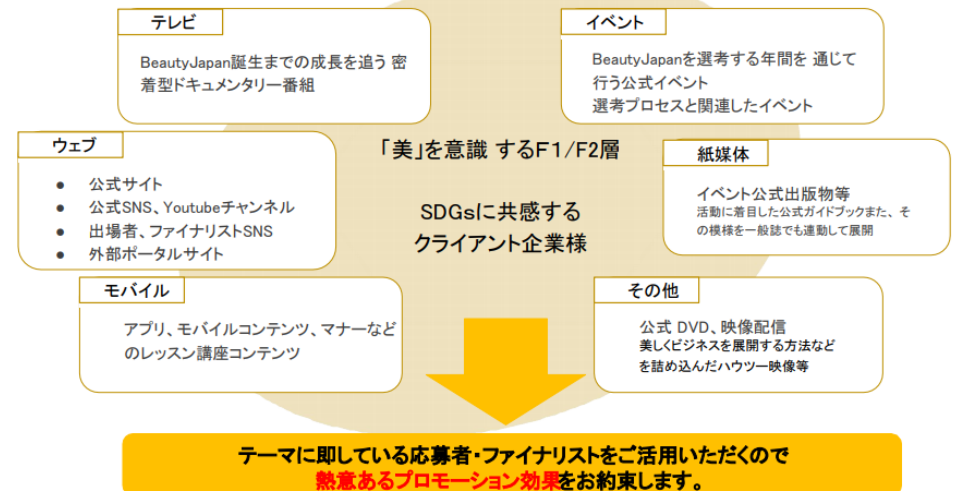 テレビ
BeautyJapan誕生までの成長を追う 密
着型ドキュメンタリー番組
イベント
BeautyJapanを選考する年間を 通じて
行う公式イベント
選考プロセスと関連したイベント
ウェブ
● 公式サイト
● 公式SNS、Youtubeチャンネル
● 出場者、ファイナリストSNS
● 外部ポータルサイト
「美」を意識 するF1/F2層
SDGsに共感する
クライアント企業様
紙媒体
イベント公式出版物等
活動に着目した公式ガイドブックまた、そ
の模様を一般誌でも連動して展開
モバイル
アプリ、モバイルコンテンツ、マナーなど
のレッスン講座コンテンツ
その他
公式 DVD、映像配信
美しくビジネスを展開する方法など
を詰め込んだハウツー映像等
テーマに即している応募者・ファイナリストをご活用いただくので
熱意あるプロモーション効果をお約束します。